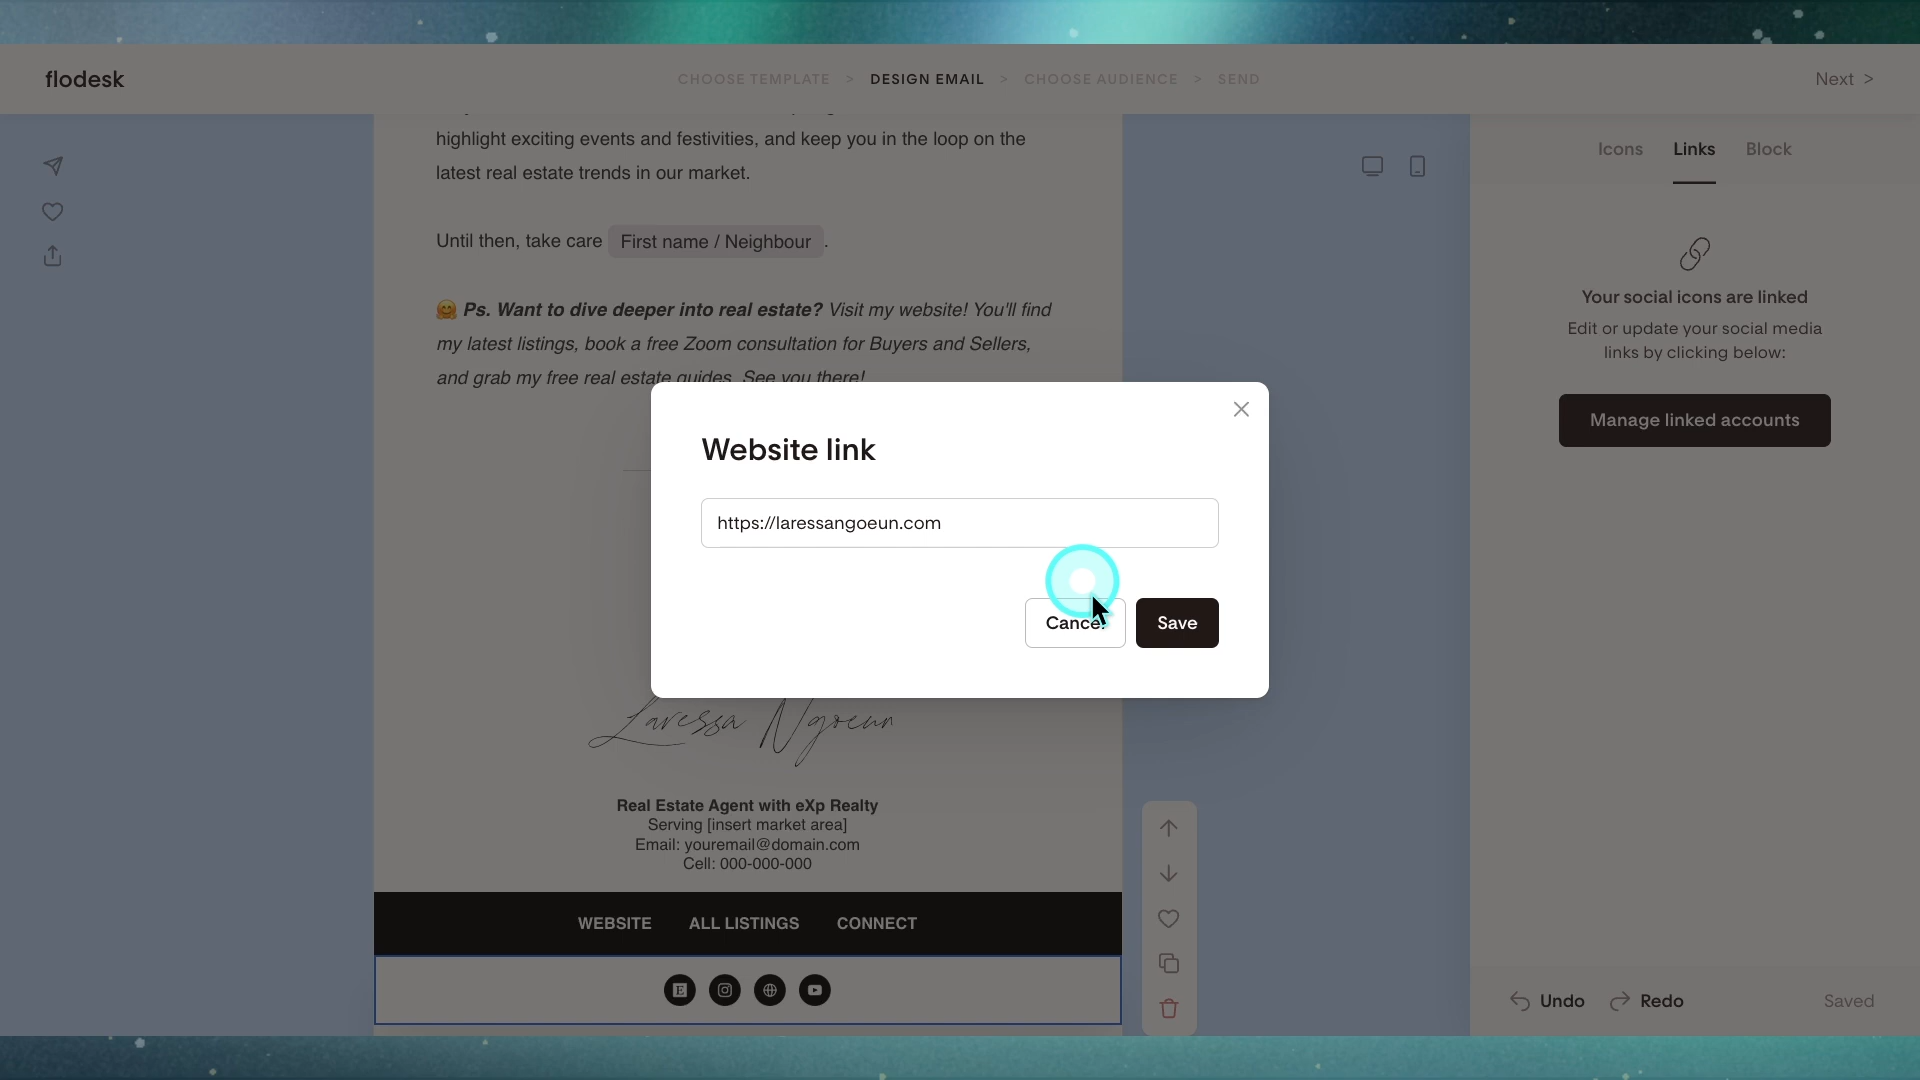 flodesk
CHOOSE TEMPLATE > DESIGN EMAIL > CHOOSE AUDIENCE > SEND
Next >
highlight exciting events and festivities, and keep you in the loop on the
latest real estate trends in our market.
Until then, take care First name / Neighbour .
🤗 Ps. Want to dive deeper into real estate? Visit my website! You'll find
my latest listings, book a free Zoom consultation for Buyers and Sellers,
and grab my free real estate guides. See you there!
Icons Links Block
Your social icons are linked
Edit or update your social media
links by clicking below:
Manage linked accounts
Website link
https://laressangoeun.com
Cancel Save
Laressa Ngoeun
Real Estate Agent with eXp Realty
Serving [insert market area]
Email: youremail@domain.com
Cell: 000-000-000
WEBSITE ALL LISTINGS CONNECT
Undo Redo Saved